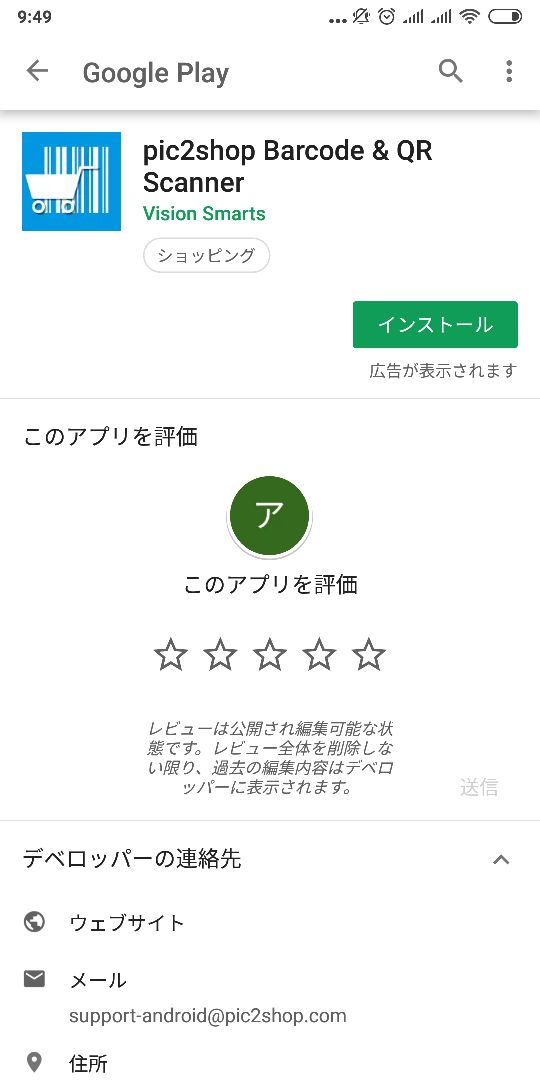 9:49
Google Play
pic2shop Barcode & QR
Scanner
Vision Smarts
ショッピング
インストール
広告が表示されます
このアプリを評価
ア
このアプリを評価
レビューは公開され編集可能な状
態です。レビュー全体を削除しな
い限り、過去の編集内容はデベロ
ッパーに表示されます。
送信
デベロッパーの連絡先
ウェブサイト
メール
support-android@pic2shop.com
住所